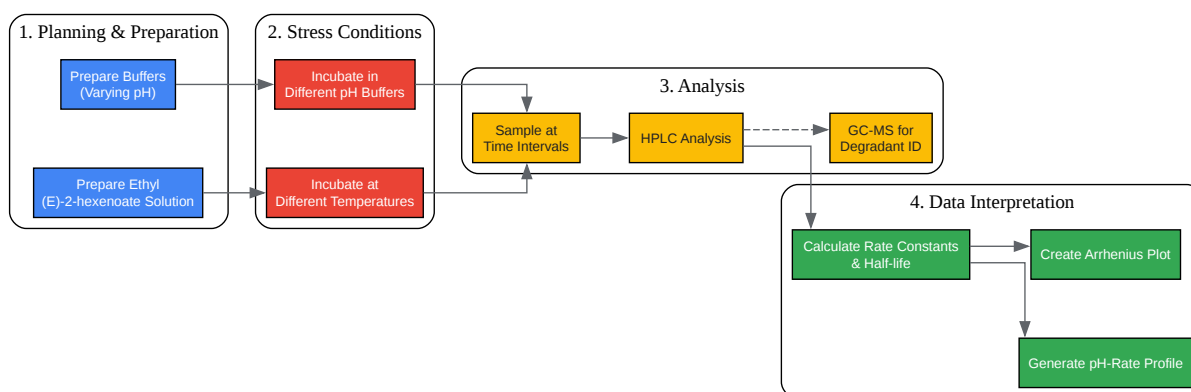 1. Planning & Preparation
Prepare Buffers
(Varying pH)
Prepare Ethyl
(E)-2-hexenoate Solution
2. Stress Conditions
Incubate in
Different pH Buffers
Incubate at
Different Temperatures
3. Analysis
Sample at
Time Intervals
HPLC Analysis
GC-MS for
Degradant ID
4. Data Interpretation
Calculate Rate Constants
& Half-life
Create Arrhenius Plot
Generate pH-Rate Profile